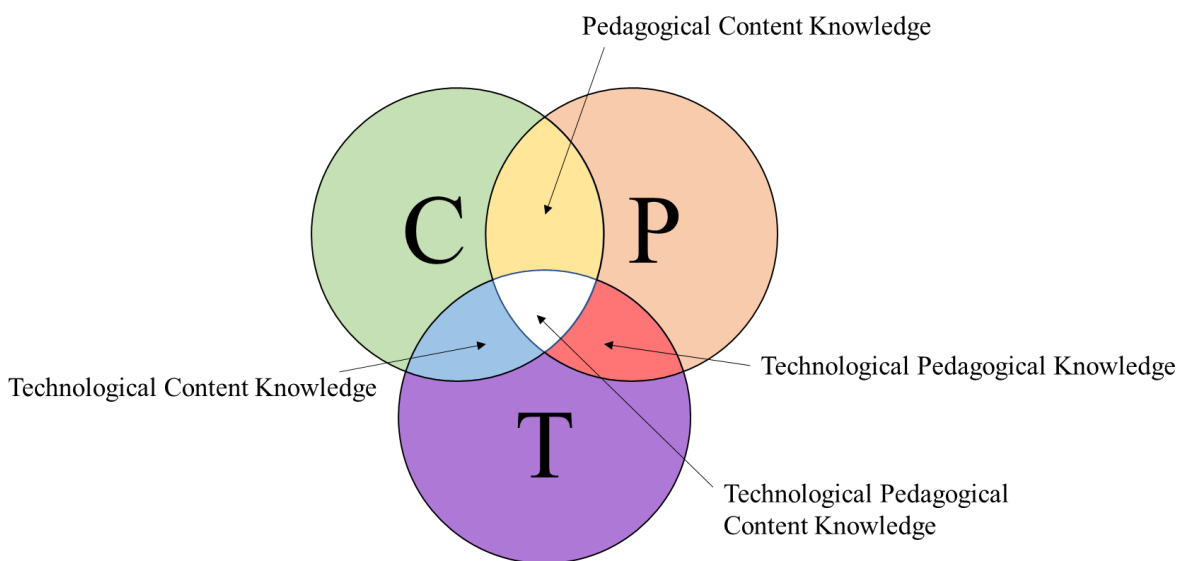 Pedagogical Content Knowledge
C
P
Technological Pedagogical Knowledge
Technological Content Knowledge
T
Technological Pedagogical
Content Knowledge